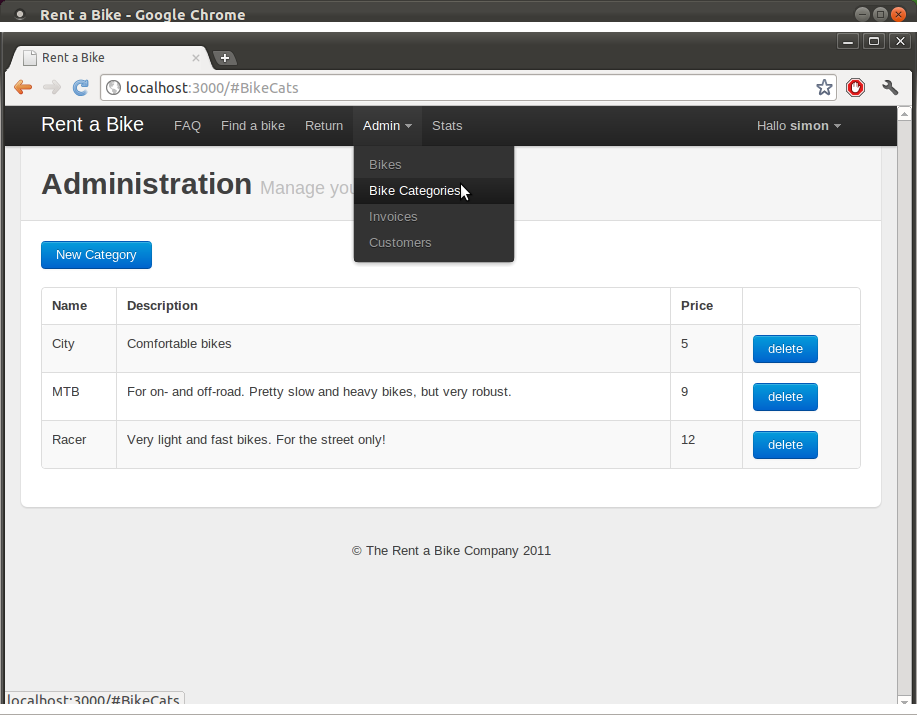 Rent a Bike - Google Chrome
Rent a Bike
localhost:3000/#BikeCats
Rent a Bike FAQ Find a bike Return Admin Stats Hallo simon
Bikes
Bike Categories
Invoices
Customers
Administration Manage you
New Category
Name Description Price
City Comfortable bikes 5 delete
MTB For on- and off-road. Pretty slow and heavy bikes, but very robust. 9 delete
Racer Very light and fast bikes. For the street only! 12 delete
© The Rent a Bike Company 2011
localhost:3000/#BikeCats